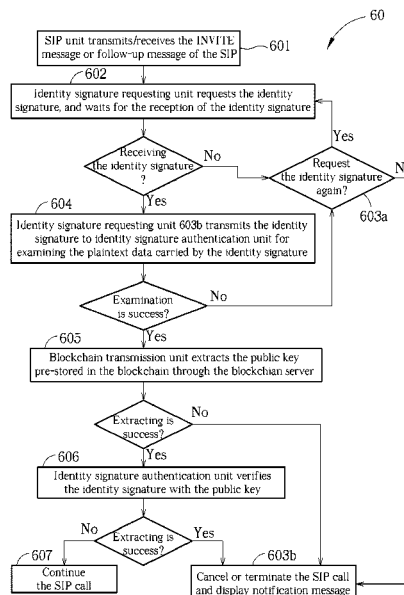 60
SIP unit transmits/receives the INVITE
message or follow-up message of the SIP
601
602
Identity signature requesting unit requests the identity
signature, and waits for the reception of the identity signature
Receiving
the identity signature
?
No
Yes
Request
the identity signature
again?
Yes
N
603a
604
Identity signature requesting unit 603b transmits the identity
signature to identity signature authentication unit for
examining the plaintext data carried by the identity signature
Examination
is success?
No
Yes
605
Blockchain transmission unit extracts the public key
pre-stored in the blockchain through the blockchian server
Extracting is
success?
No
Yes
606
Identity signature authentication unit verifies
the identity signature with the public key
Extracting is
success?
No
Yes
607
Continue
the SIP call
603b
Cancel or terminate the SIP call
and display notification message